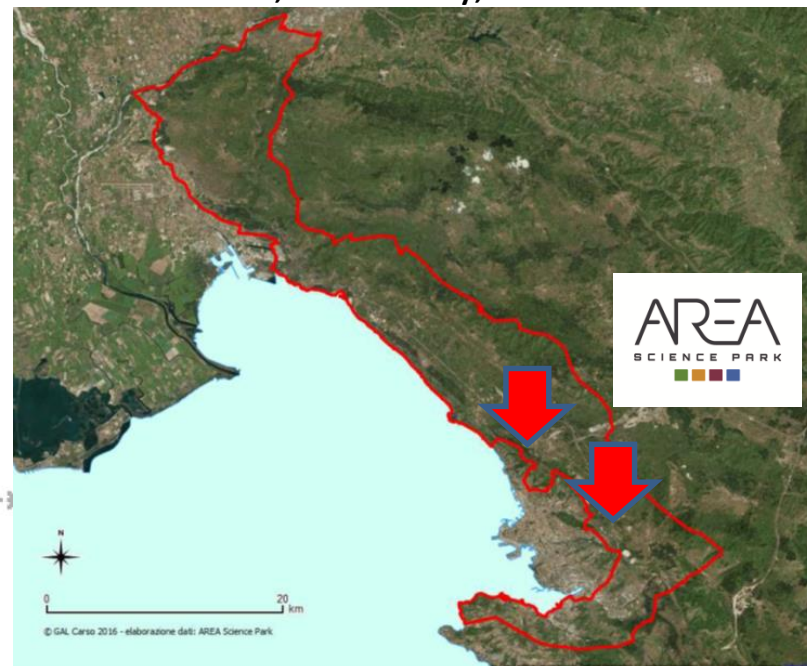 AREA
SCIENCE PARK
N
0 20
km
© GAL Carso 2016 - elaborazione dati: AREA Science Park